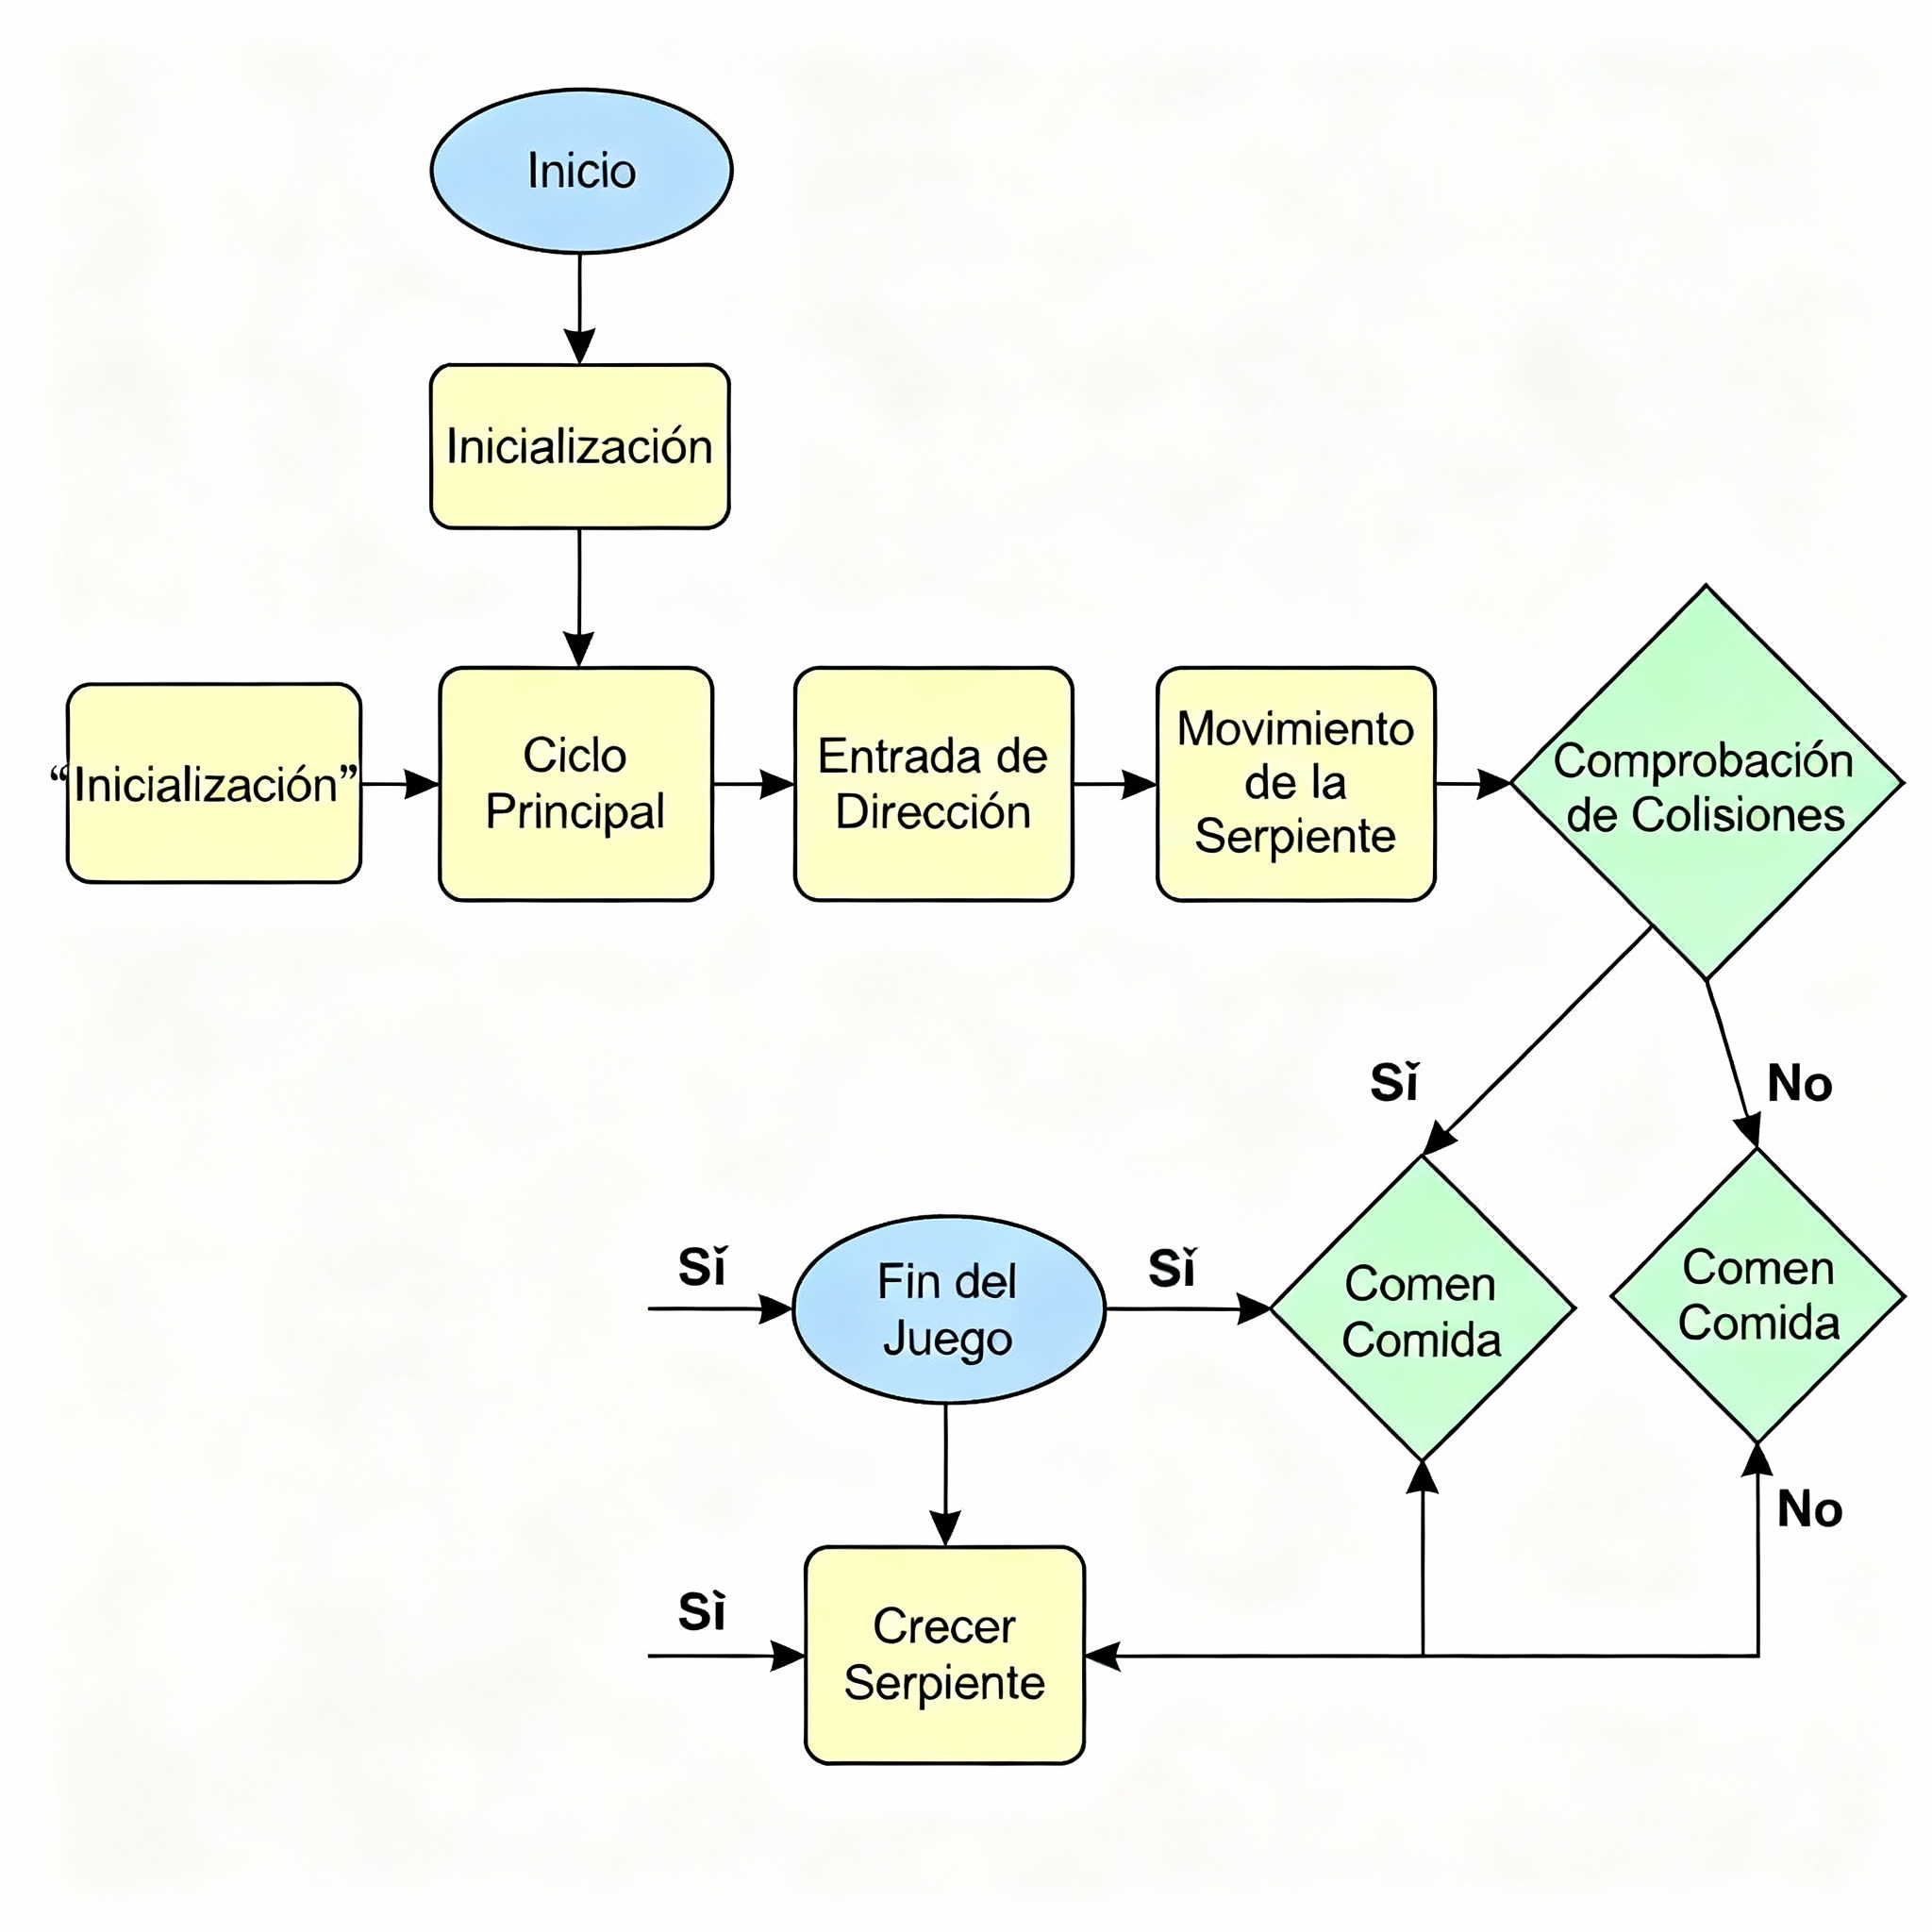 Inicio
Inicialización
“Inicialización”
Ciclo
Principal
Entrada de
Dirección
Movimiento
de la
Serpiente
Comprobación
de Colisiones
Sǐ
No
Sǐ
Fin del
Juego
Sǐ
Comen
Comida
Comen
Comida
No
Sì
Crecer
Serpiente